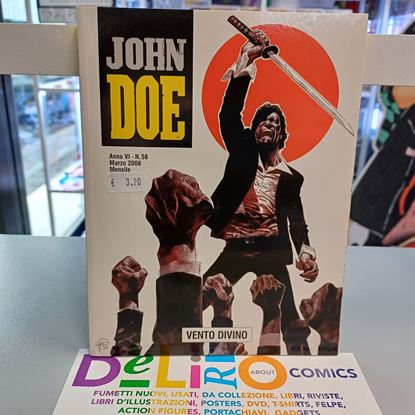 JOHN
DOE
Anno VI - N. 58
Marzo 2008
Mensile
€ 3,20
VENTO DIVINO
DeLiRiO ABOUT COMICS
FUMETTI NUOVI, USATI, DA COLLEZIONE, LIBRI, RIVISTE,
LIBRI D'ILLUSTRAZIONI, POSTERS, DVD, T-SHIRTS, FELPE,
ACTION FIGURES, PORTACHIAVI, GADGETS